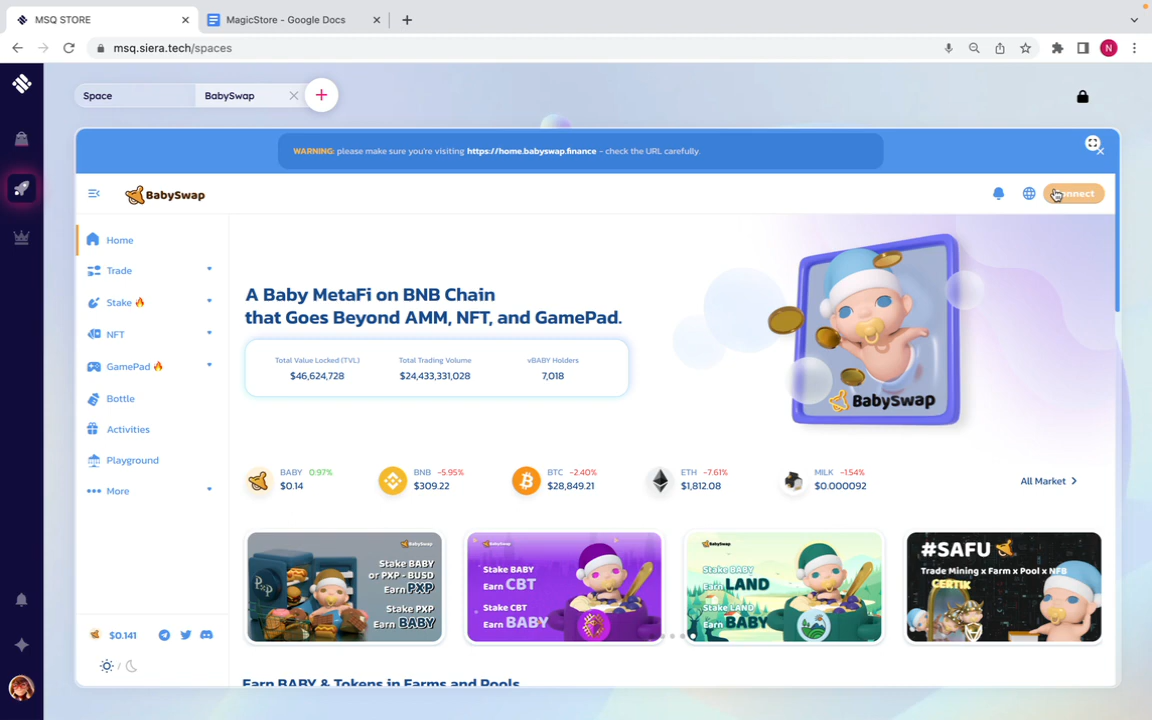 MSQ STORE
MagicStore - Google Docs
msq.siera.tech/spaces
N
Space
BabySwap
WARNING: please make sure you're visiting https://home.babyswap.finance - check the URL carefully.
BabySwap
Home
Trade
Stake
NFT
GamePad
Bottle
Activities
Playground
More
$0.141
/
A Baby MetaFi on BNB Chain
that Goes Beyond AMM, NFT, and GamePad.
Total Value Locked (TVL)
$46,624,728
Total Trading Volume
$24,433,331,028
vBABY Holders
7,018
BabySwap
BABY 0.97%
$0.14
BNB -5.95%
$309.22
BTC -2.40%
$28,849.21
ETH -7.61%
$1,812.08
MILK -1.54%
$0.000092
All Market
BabySwap
Stake BABY
or PXP - BUSD
Earn PXP
Stake PXP
Earn BABY
BabySwap
Stake BABY
Earn CBT
Stake CBT
Earn BABY
BabySwap
Stake BABY
Earn LAND
Stake LAND
Earn BABY
#SAFU
Trade Mining x Farm x Pool x NFB
CERTIK
Earn BABY & Tokens in Farms and Pools